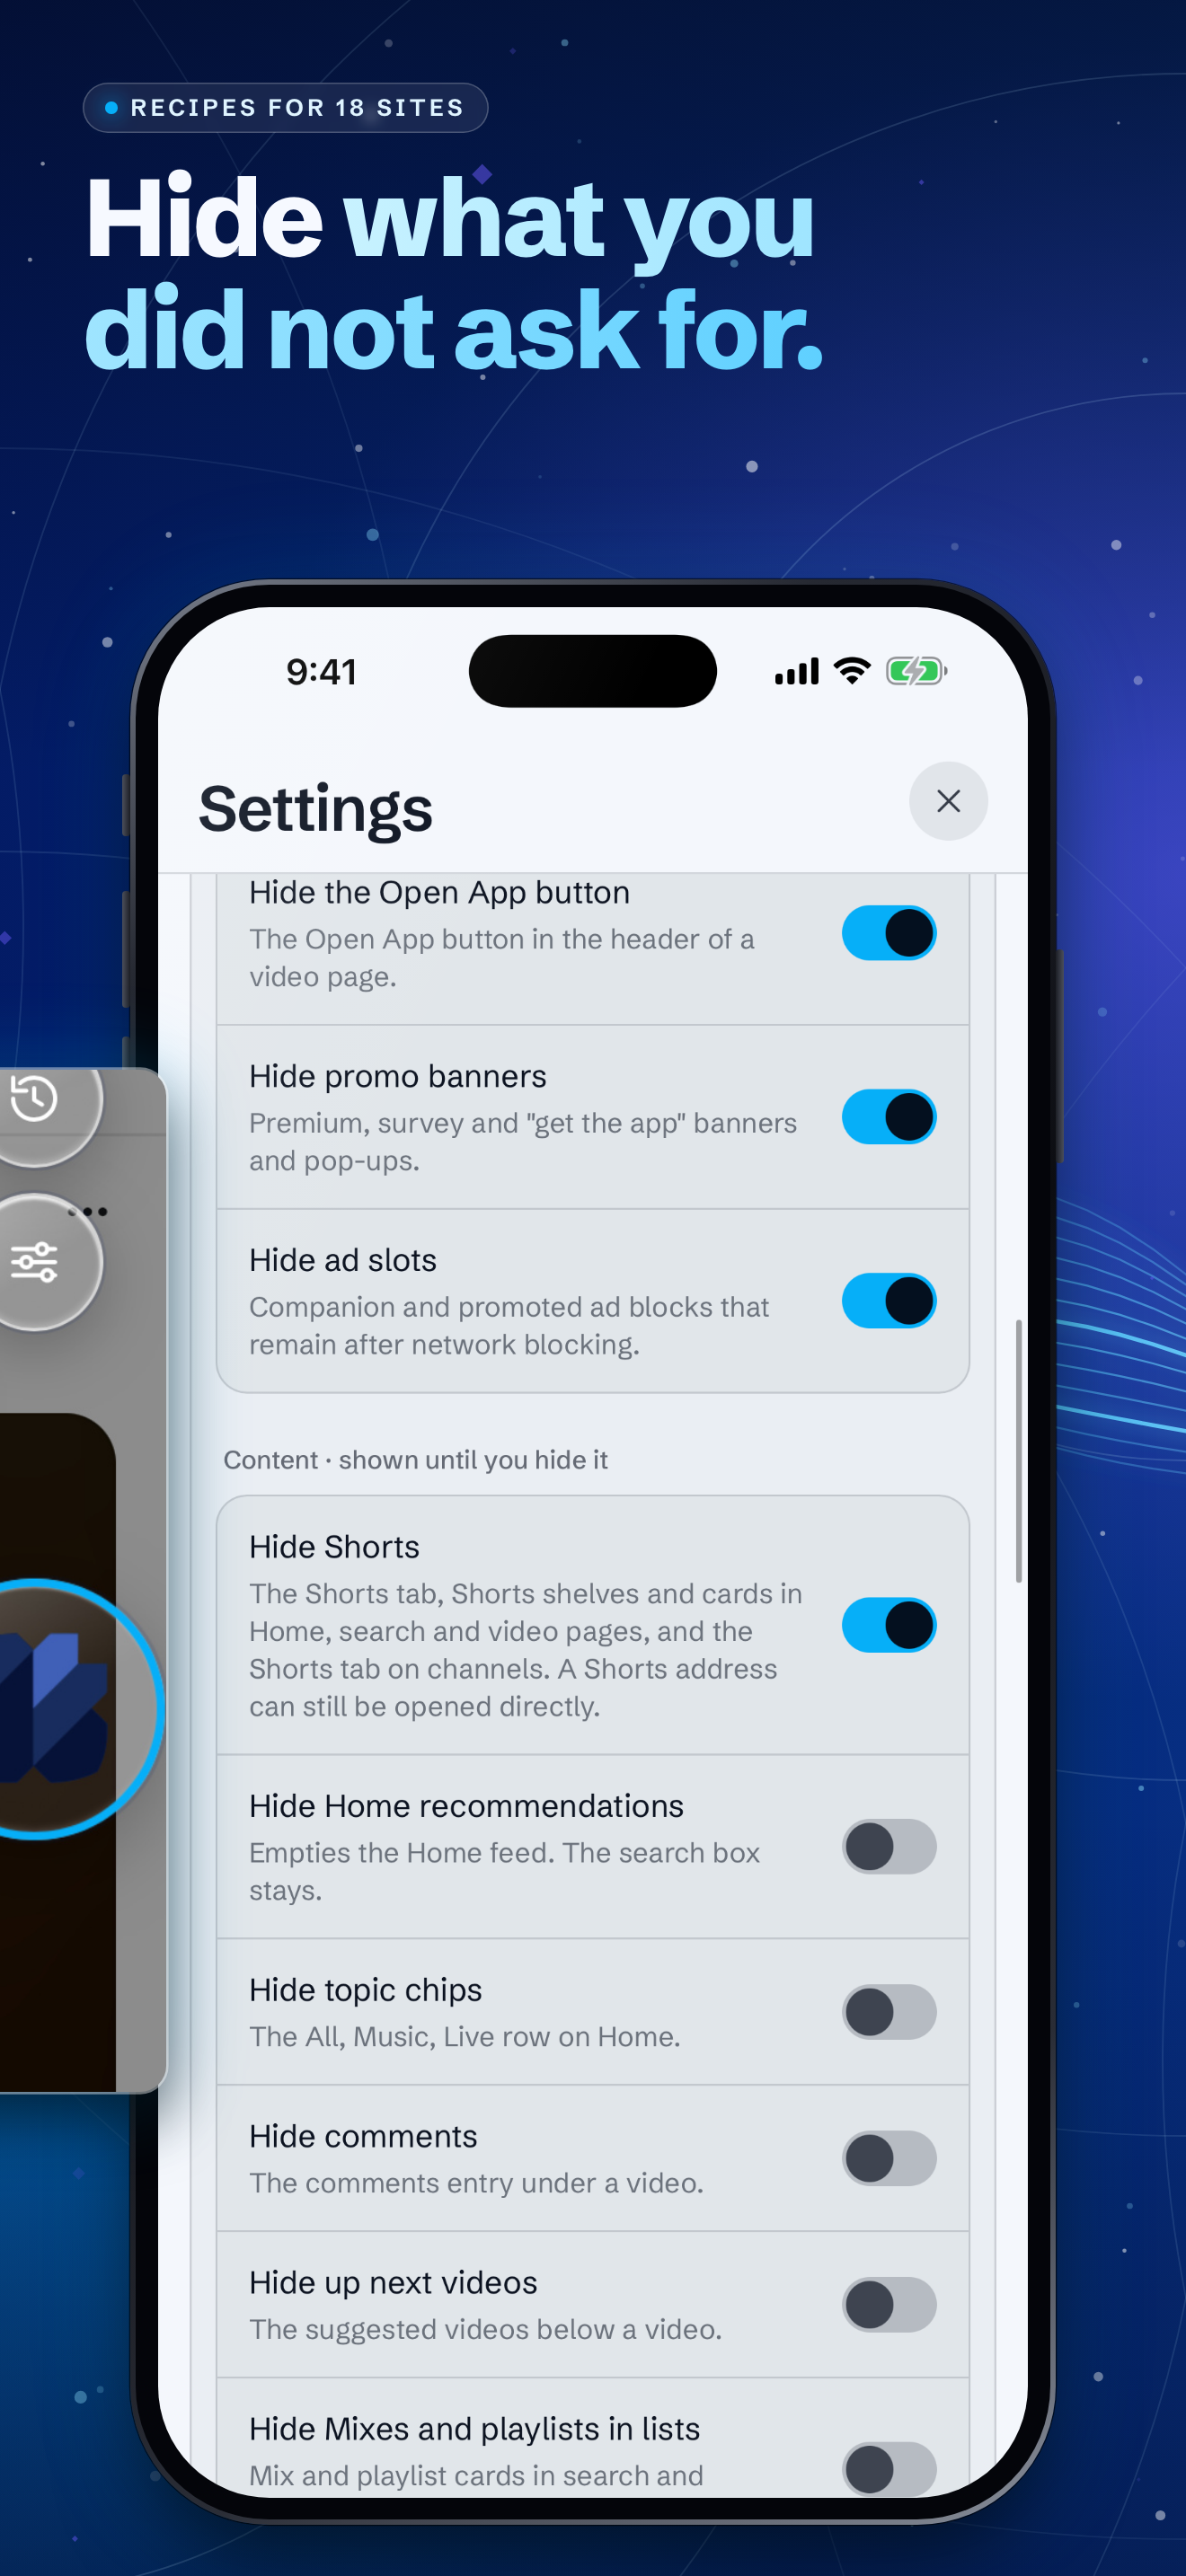 RECIPES FOR 18 SITES
Hide what you
did not ask for.
9:41
Settings
Hide the Open App button
The Open App button in the header of a
video page.
Hide promo banners
Premium, survey and "get the app" banners
and pop-ups.
Hide ad slots
Companion and promoted ad blocks that
remain after network blocking.
Content · shown until you hide it
Hide Shorts
The Shorts tab, Shorts shelves and cards in
Home, search and video pages, and the
Shorts tab on channels. A Shorts address
can still be opened directly.
Hide Home recommendations
Empties the Home feed. The search box
stays.
Hide topic chips
The All, Music, Live row on Home.
Hide comments
The comments entry under a video.
Hide up next videos
The suggested videos below a video.
Hide Mixes and playlists in lists
Mix and playlist cards in search and